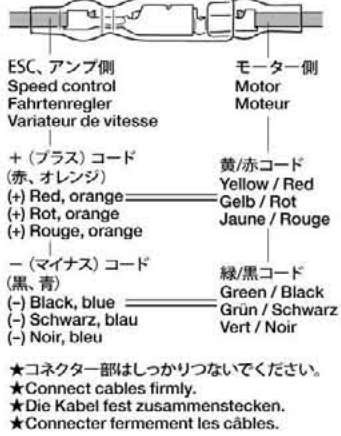 ESC、アンプ側
Speed control
Fahrtenregler
Variateur de vitesse
モーター側
Motor
Moteur
+ (プラス) コード
(赤、オレンジ)
(+) Red, orange
(+) Rot, orange
(+) Rouge, orange
黄/赤コード
Yellow / Red
Gelb / Rot
Jaune / Rouge
− (マイナス) コード
(黒、青)
(-) Black, blue
(-) Schwarz, blau
(-) Noir, bleu
緑/黒コード
Green / Black
Grün / Schwarz
Vert / Noir
★コネクター部はしっかりつないでください。
★Connect cables firmly.
★Die Kabel fest zusammenstecken.
★Connecter fermement les câbles.